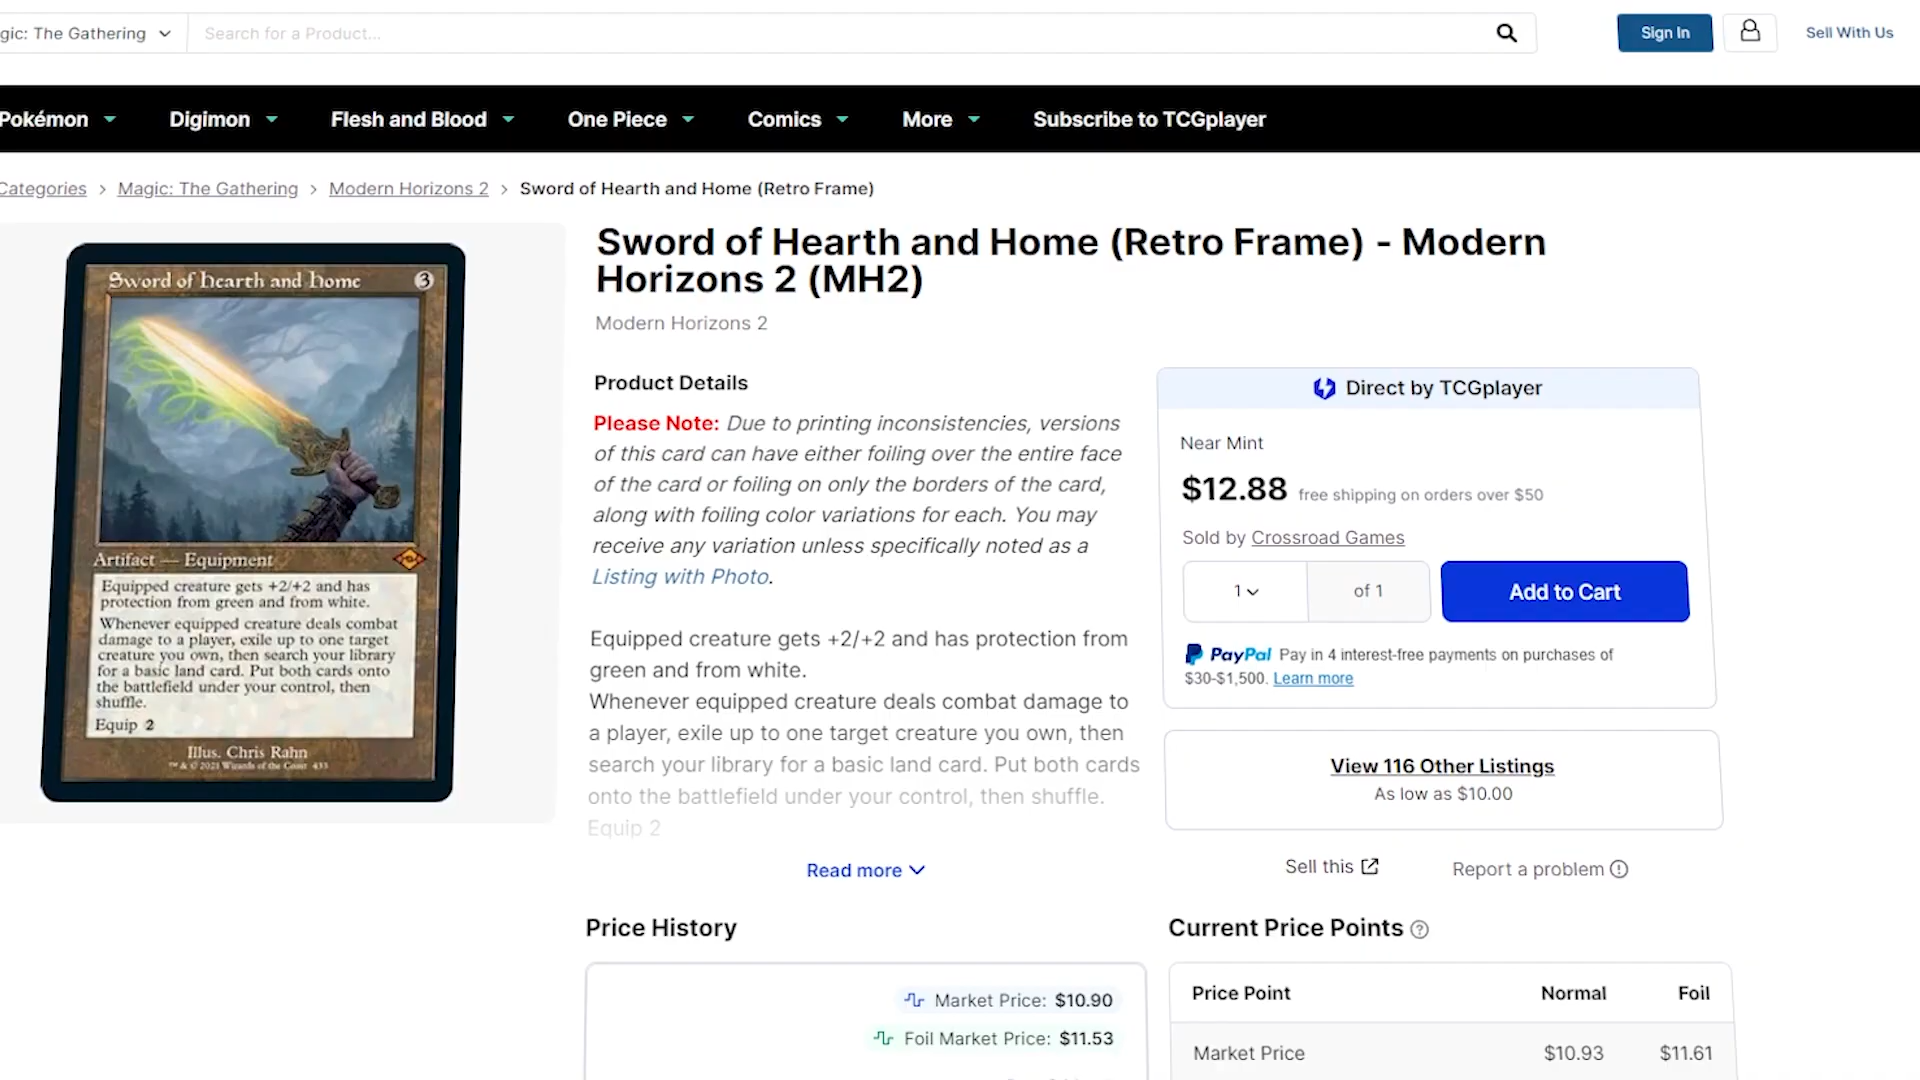 gic: The Gathering
Search for a Product...
Sign In
Sell With Us
Pokémon
Digimon
Flesh and Blood
One Piece
Comics
More
Subscribe to TCGplayer
Categories > Magic: The Gathering > Modern Horizons 2 > Sword of Hearth and Home (Retro Frame)
Sword of Hearth and Home 3
Artifact — Equipment
Equipped creature gets +2/+2 and has
protection from green and from white.
Whenever equipped creature deals combat
damage to a player, exile up to one target
creature you own, then search your library
for a basic land card. Put both cards onto
the battlefield under your control, then
shuffle.
Equip 2
Illus. Chris Rahn
™ & © 2021 Wizards of the Coast 433
Sword of Hearth and Home (Retro Frame) - Modern
Horizons 2 (MH2)
Modern Horizons 2
Product Details
Please Note: Due to printing inconsistencies, versions
of this card can have either foiling over the entire face
of the card or foiling on only the borders of the card,
along with foiling color variations for each. You may
receive any variation unless specifically noted as a
Listing with Photo.
Equipped creature gets +2/+2 and has protection from
green and from white.
Whenever equipped creature deals combat damage to
a player, exile up to one target creature you own, then
search your library for a basic land card. Put both cards
onto the battlefield under your control, then shuffle.
Equip 2
Read more
Direct by TCGplayer
Near Mint
$12.88 free shipping on orders over $50
Sold by Crossroad Games
1 of 1
Add to Cart
PayPal Pay in 4 interest-free payments on purchases of
$30-$1,500. Learn more
View 116 Other Listings
As low as $10.00
Sell this
Report a problem
Price History
Market Price: $10.90
Foil Market Price: $11.53
Current Price Points
Price Point Normal Foil
Market Price $10.93 $11.61